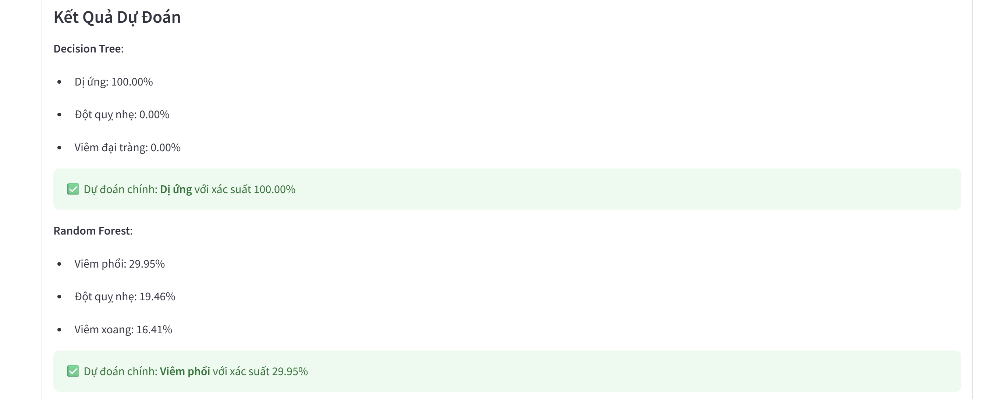 Kết Quả Dự Đoán
Decision Tree:
• Dị ứng: 100.00%
• Đột quỵ nhẹ: 0.00%
• Viêm đại tràng: 0.00%
✅ Dự đoán chính: Dị ứng với xác suất 100.00%
Random Forest:
• Viêm phổi: 29.95%
• Đột quỵ nhẹ: 19.46%
• Viêm xoang: 16.41%
✅ Dự đoán chính: Viêm phổi với xác suất 29.95%